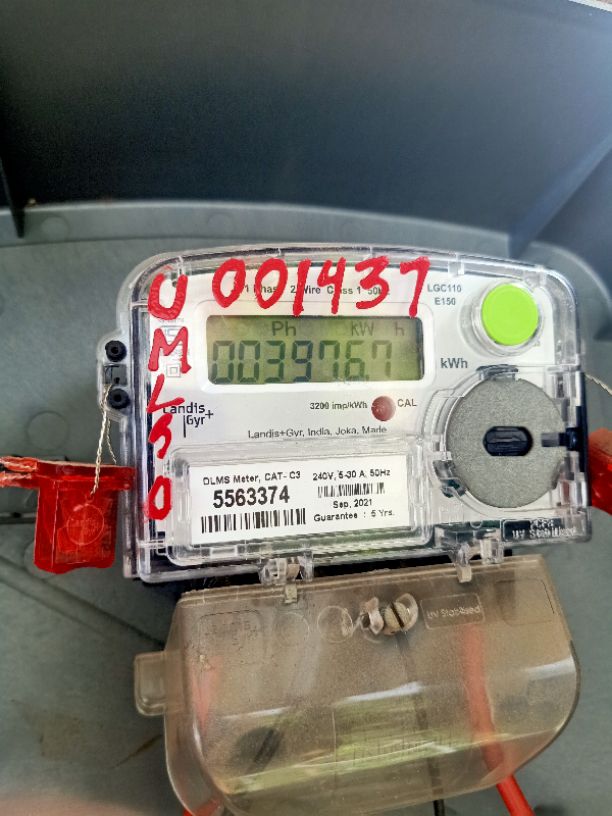 001437
1 Phase 2 Wire Class 1 50Hz
LGC110
E150
UML50
Ph kW h
003976.7
kWh
Landis+
Gyr
3200 imp/kWh
CAL
Landis+Gyr, India, Joka, Made
DLMS Meter, CAT- C3
5563374
240V, 5-30 A, 50Hz
Sep, 2021
Guarantee : 5 Yrs.
UV Stabilised